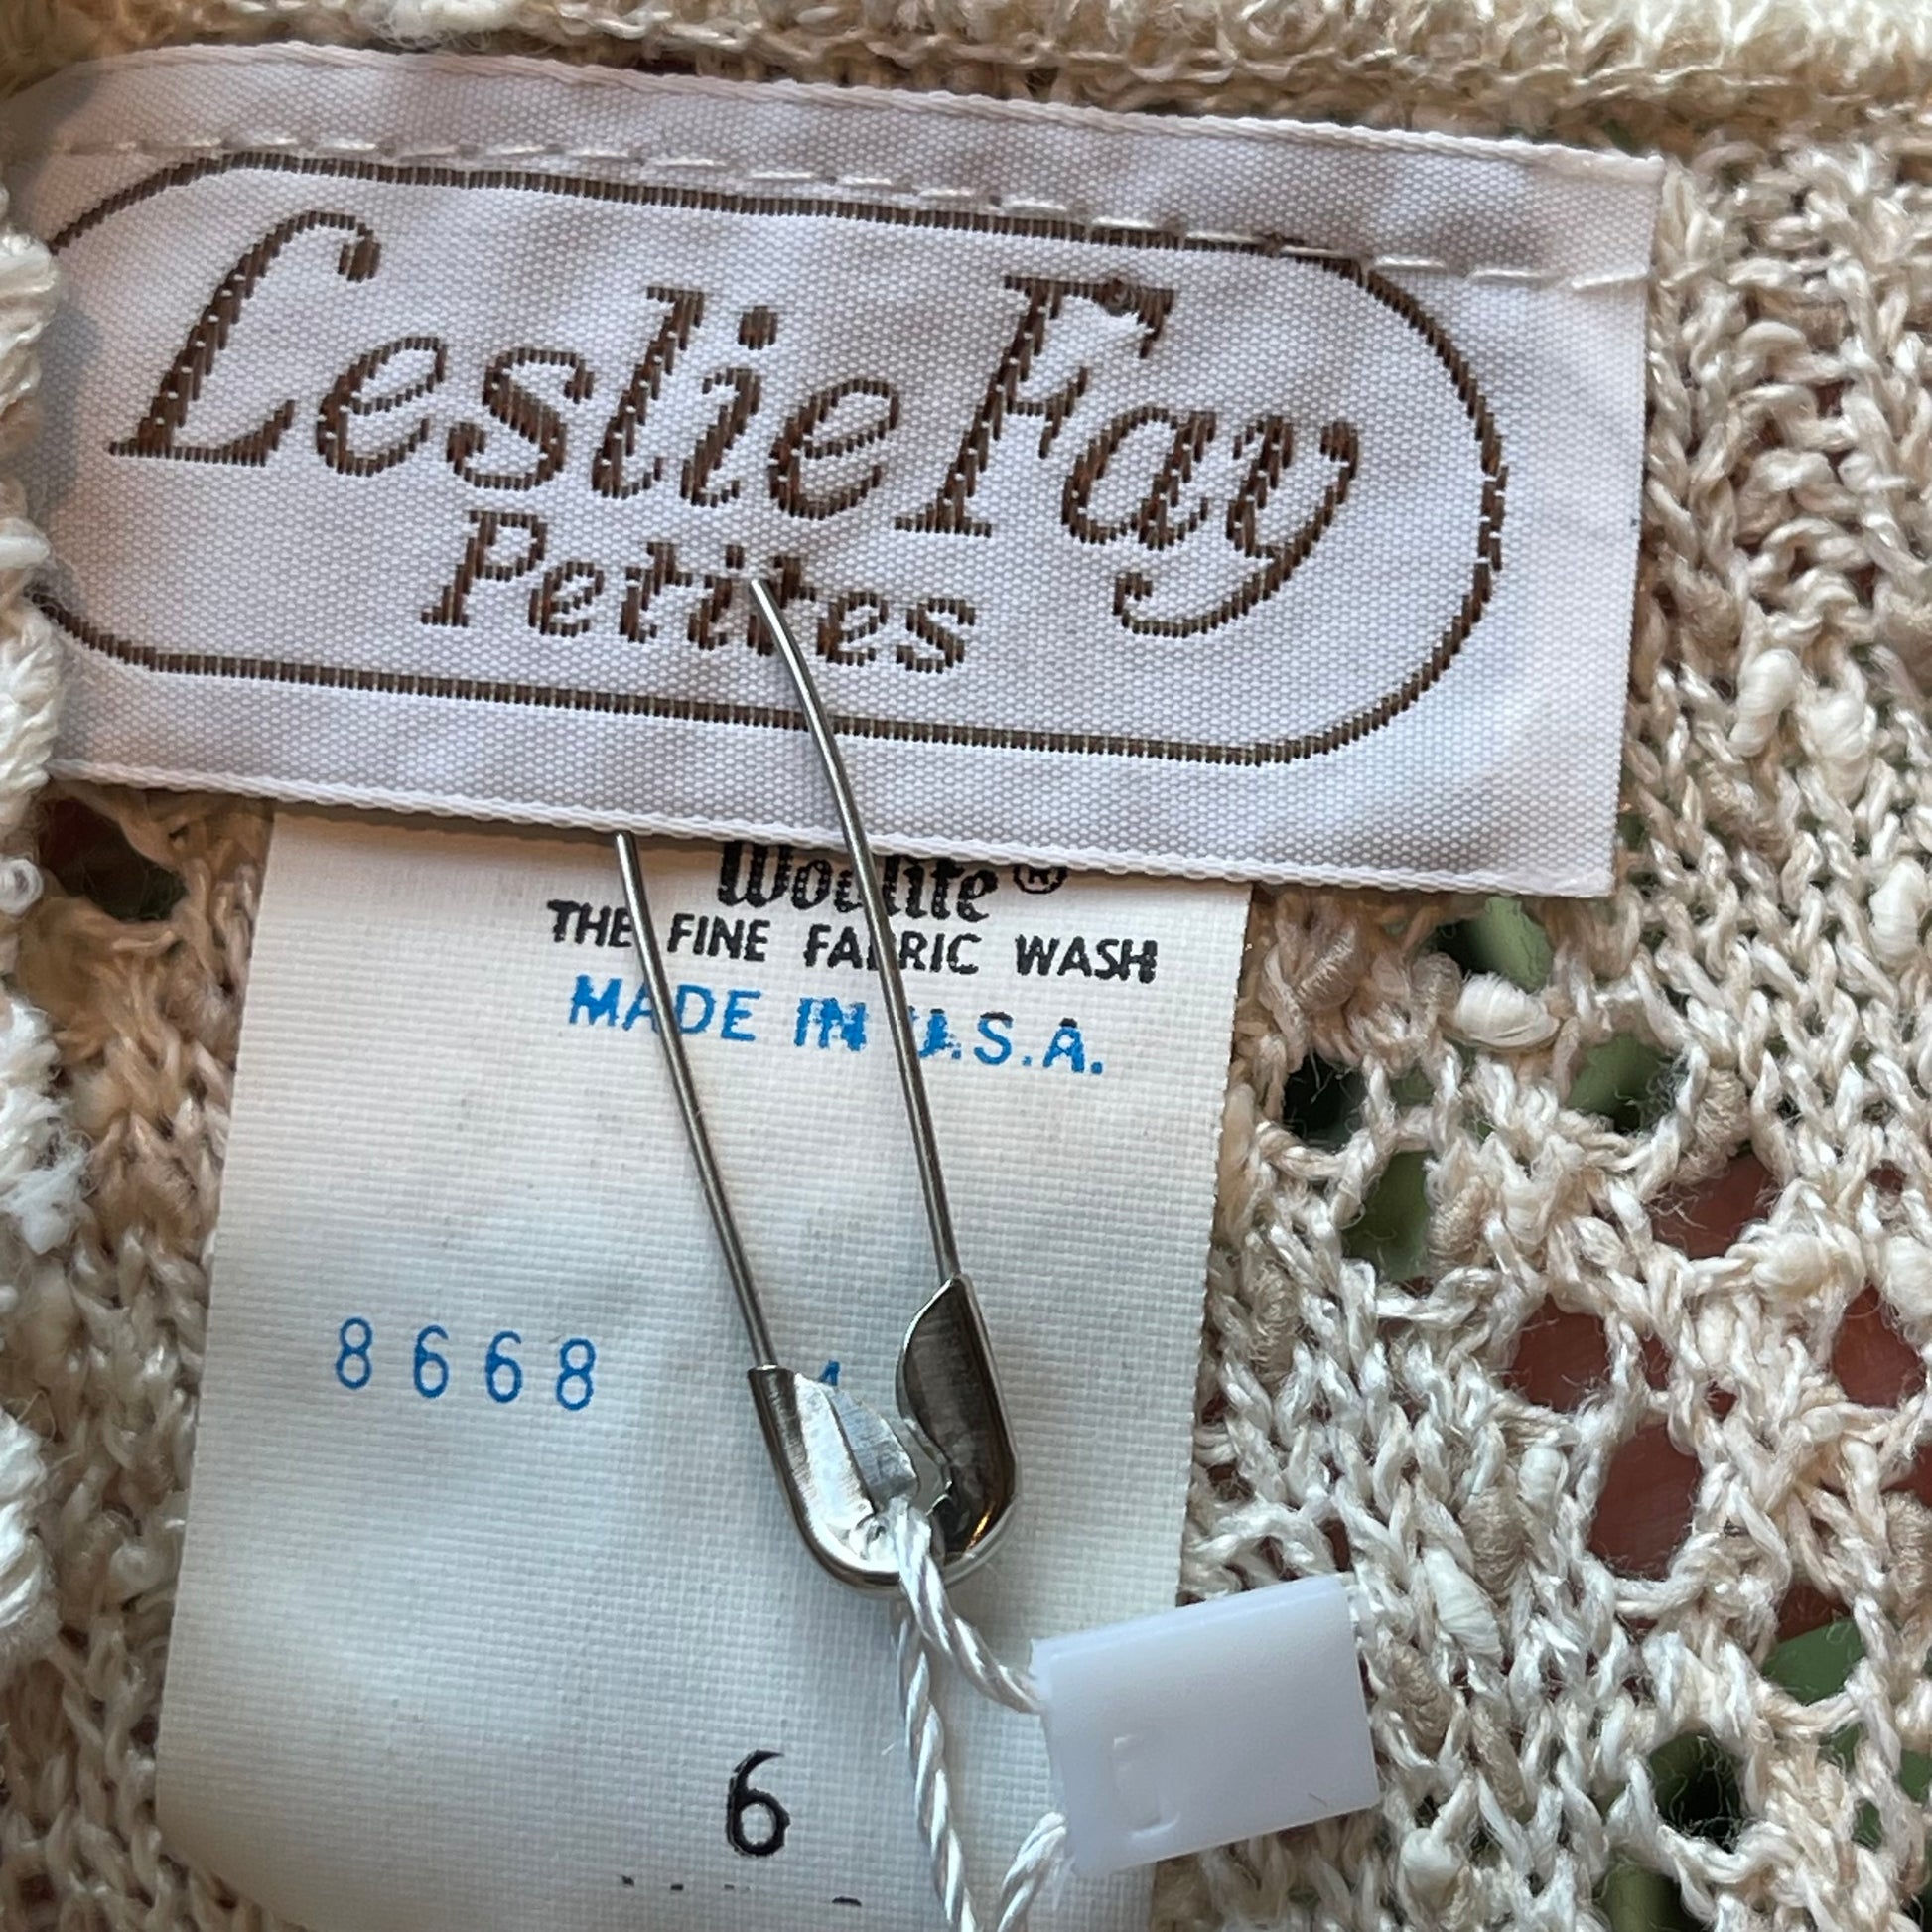 Leslie Fay
Petites
Woolite®
THE FINE FABRIC WASH
MADE IN U.S.A.
8668
6